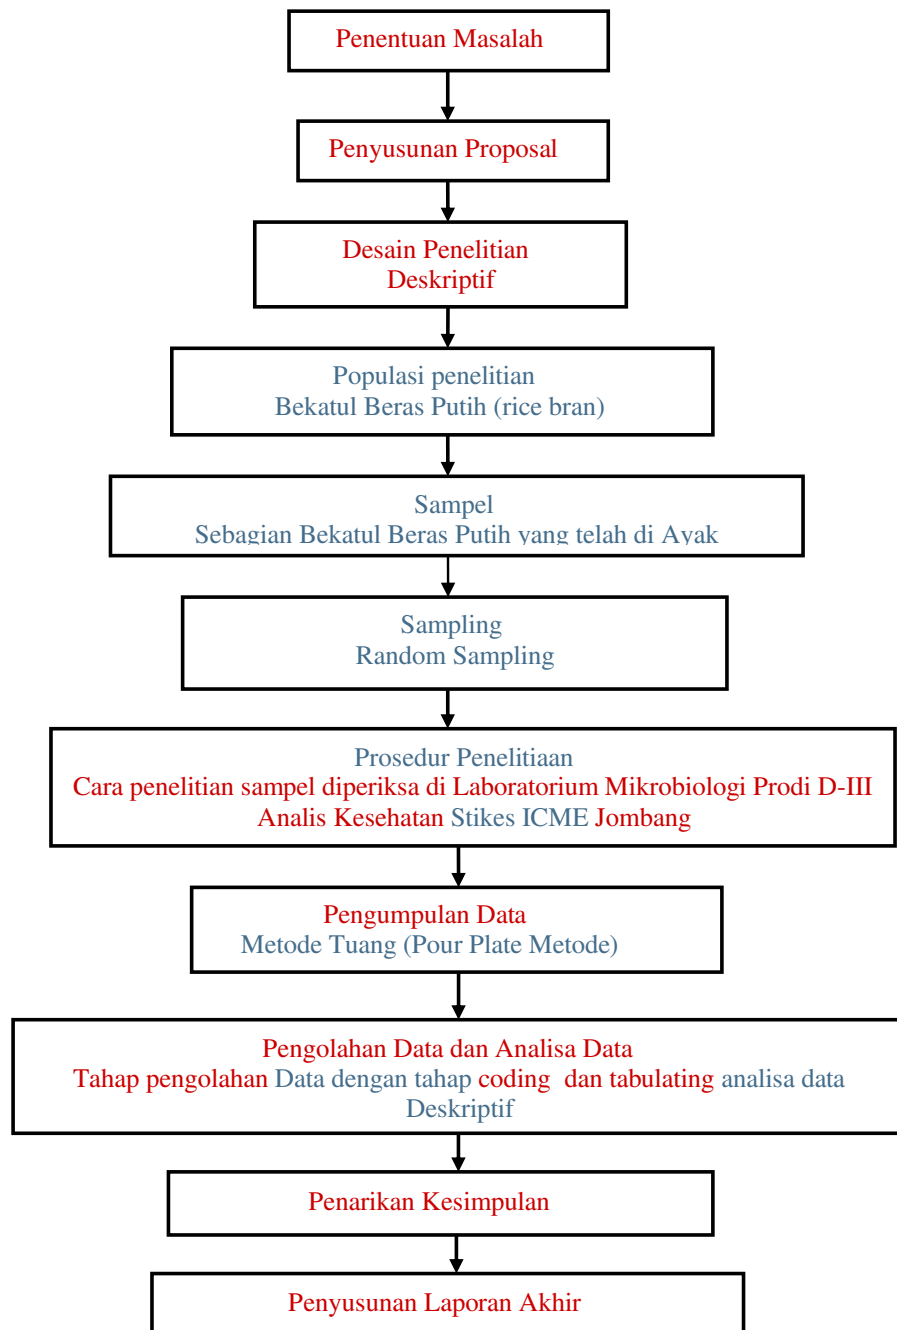 Penentuan Masalah
Penyusunan Proposal
Desain Penelitian
Deskriptif
Populasi penelitian
Bekatul Beras Putih (rice bran)
Sampel
Sebagian Bekatul Beras Putih yang telah di Ayak
Sampling
Random Sampling
Prosedur Penelitiaan
Cara penelitian sampel diperiksa di Laboratorium Mikrobiologi Prodi D-III
Analis Kesehatan Stikes ICME Jombang
Pengumpulan Data
Metode Tuang (Pour Plate Metode)
Pengolahan Data dan Analisa Data
Tahap pengolahan Data dengan tahap coding dan tabulating analisa data
Deskriptif
Penarikan Kesimpulan
Penyusunan Laporan Akhir